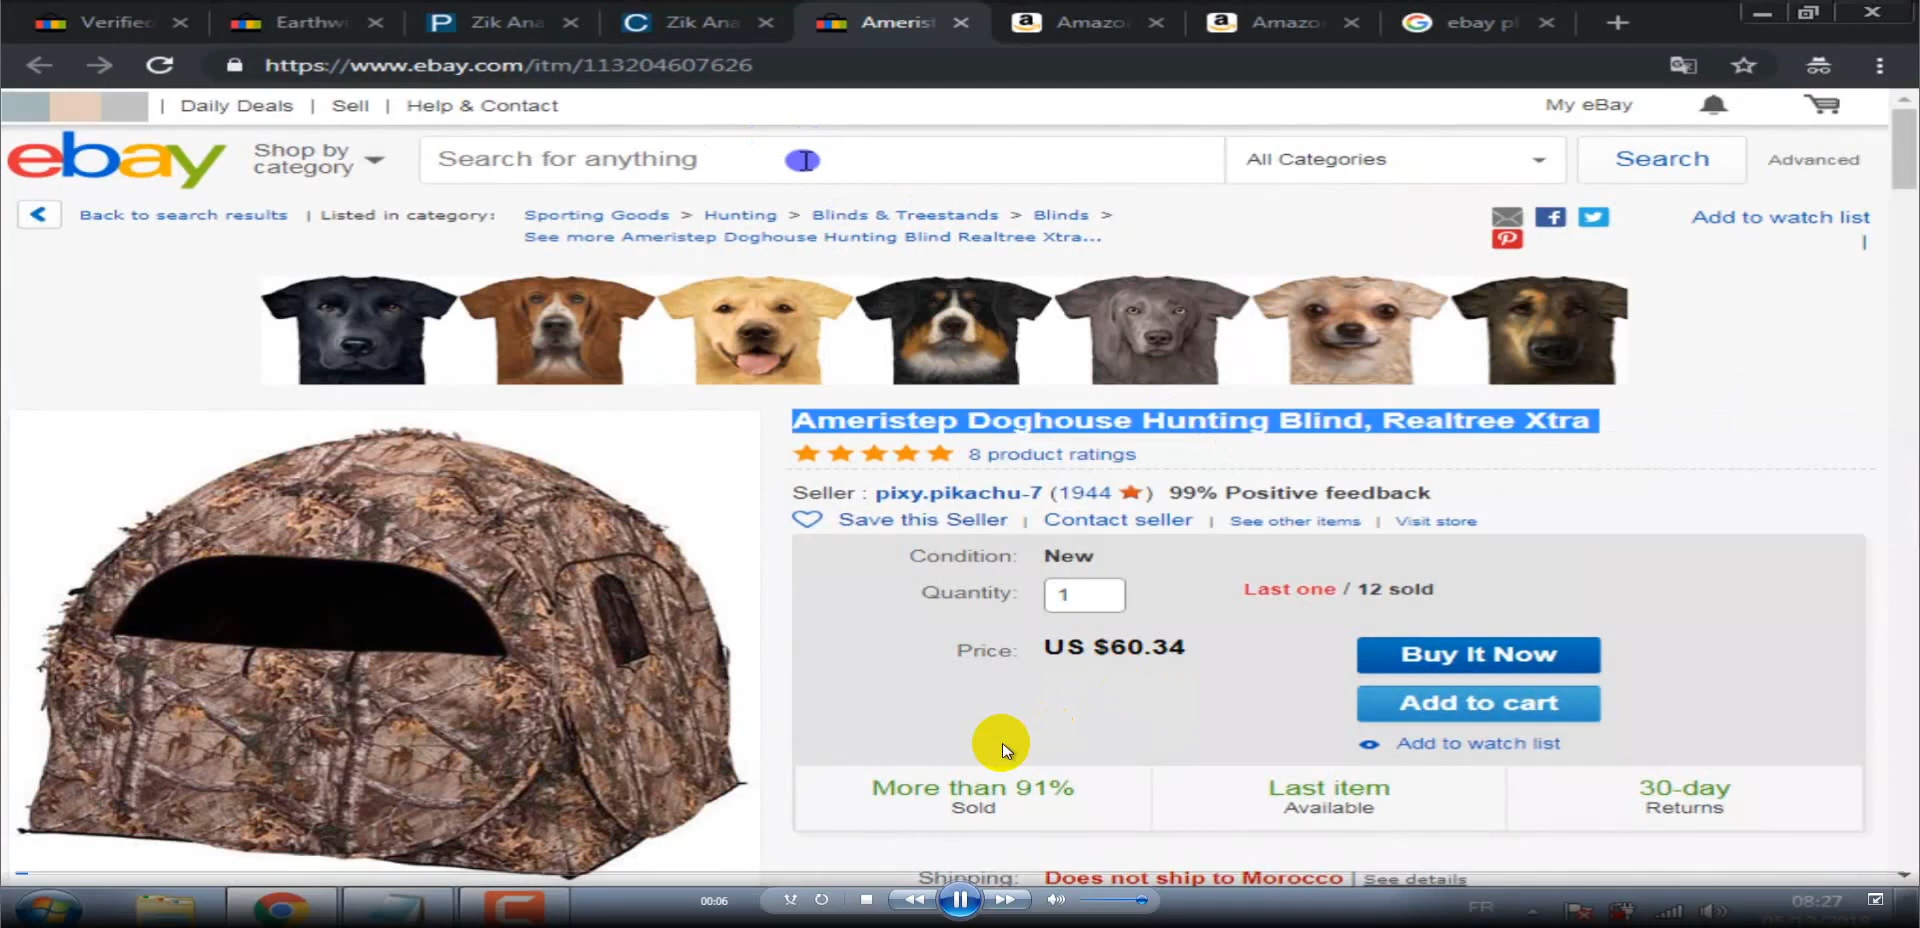 Verified Earthw Zik Ana Zik Ana Amerist Amazo Amazo ebay pl
https://www.ebay.com/itm/113204607626
| Daily Deals | Sell | Help & Contact My eBay
ebay Shop by category Search for anything All Categories Search Advanced
Back to search results | Listed in category: Sporting Goods > Hunting > Blinds & Treestands > Blinds > Add to watch list
See more Ameristep Doghouse Hunting Blind Realtree Xtra... |
Ameristep Doghouse Hunting Blind, Realtree Xtra
8 product ratings
Seller : pixy.pikachu-7 (1944 ) 99% Positive feedback
Save this Seller | Contact seller | See other items | Visit store
Condition: New
Quantity: 1 Last one / 12 sold
Price: US $60.34 Buy It Now
Add to cart
Add to watch list
More than 91% Last item 30-day
Sold Available Returns
Shipping: Does not ship to Morocco | See details
00:06 FR 08:27